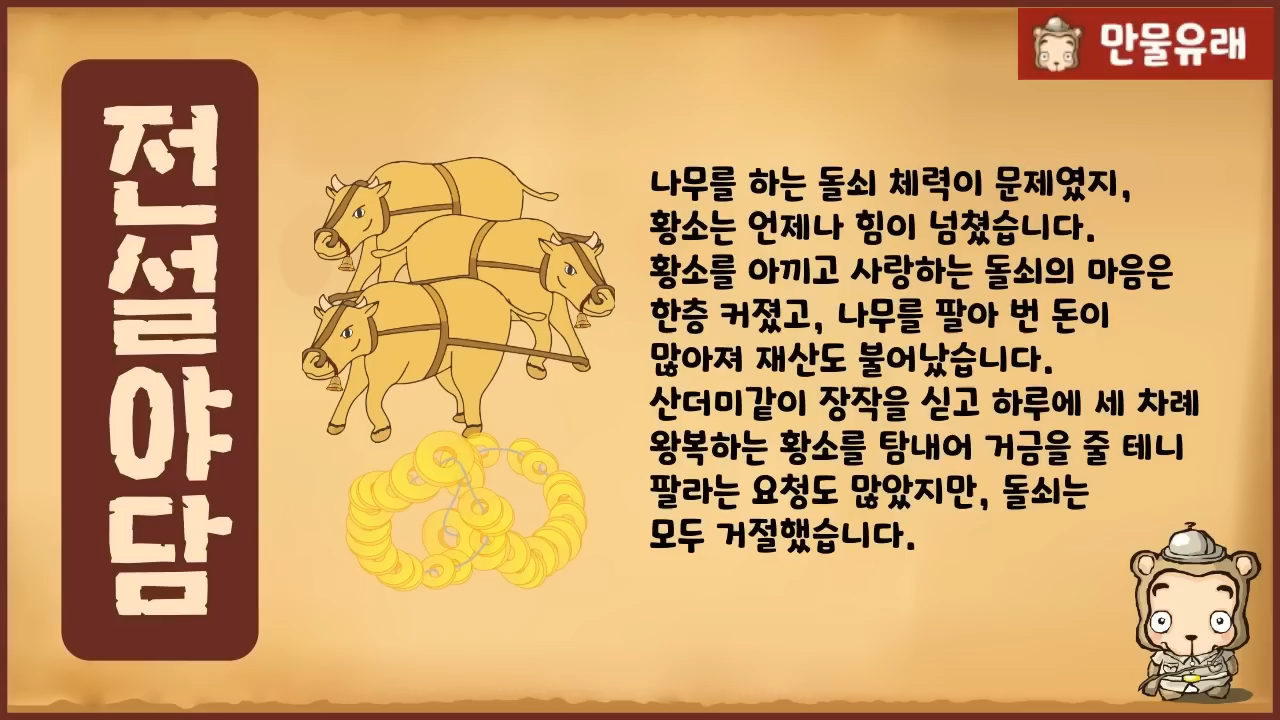 만물유래
전설야담
나무를 하는 돌쇠 체력이 문제였지,
황소는 언제나 힘이 넘쳤습니다.
황소를 아끼고 사랑하는 돌쇠의 마음은
한층 커졌고, 나무를 팔아 번 돈이
많아져 재산도 불어났습니다.
산더미같이 장작을 싣고 하루에 세 차례
왕복하는 황소를 탐내어 거금을 줄 테니
팔라는 요청도 많았지만, 돌쇠는
모두 거절했습니다.